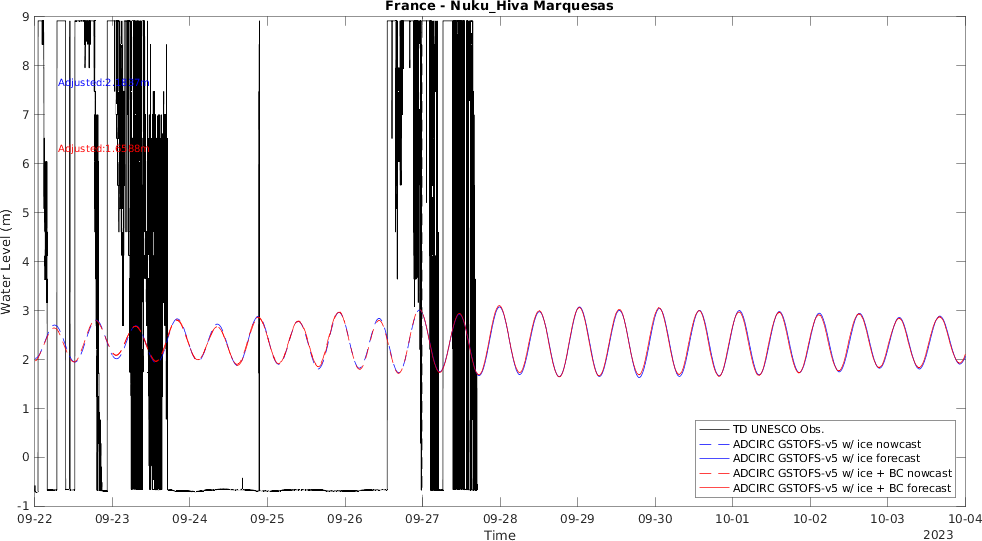 France - Nuku_Hiva Marquesas
9
8
7
6
5
4
3
2
1
0
-1
Water Level (m)
Adjusted:1.6588m
09-22 09-23 09-24 09-25 09-26 09-27 09-28 09-29 09-30 10-01 10-02 10-03 10-04
Time
2023
TD UNESCO Obs.
ADCIRC GSTOFS-v5 w/ ice nowcast
ADCIRC GSTOFS-v5 w/ ice forecast
ADCIRC GSTOFS-v5 w/ ice + BC nowcast
ADCIRC GSTOFS-v5 w/ ice + BC forecast